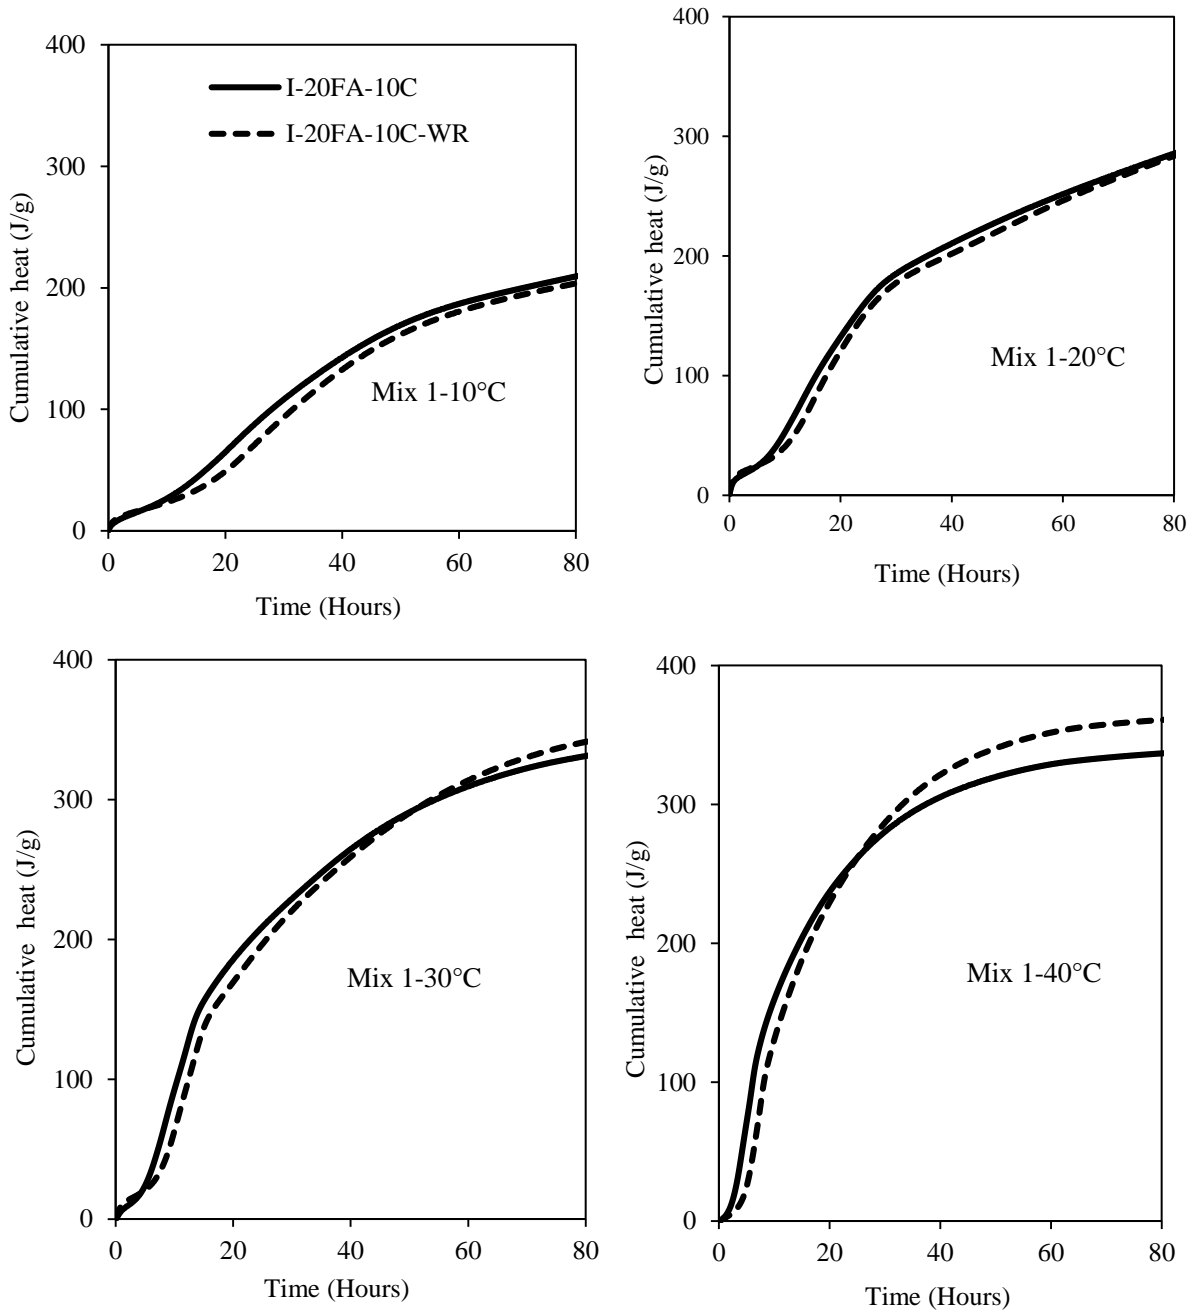 400
300
200
100
0
Cumulative heat (J/g)
I-20FA-10C
I-20FA-10C-WR
Mix 1-10°C
0 20 40 60 80
Time (Hours)
400
300
200
100
0
Cumulative heat (J/g)
Mix 1-20°C
0 20 40 60 80
Time (Hours)
400
300
200
100
0
Cumulative heat (J/g)
Mix 1-30°C
0 20 40 60 80
Time (Hours)
400
300
200
100
0
Cumulative heat (J/g)
Mix 1-40°C
0 20 40 60 80
Time (Hours)